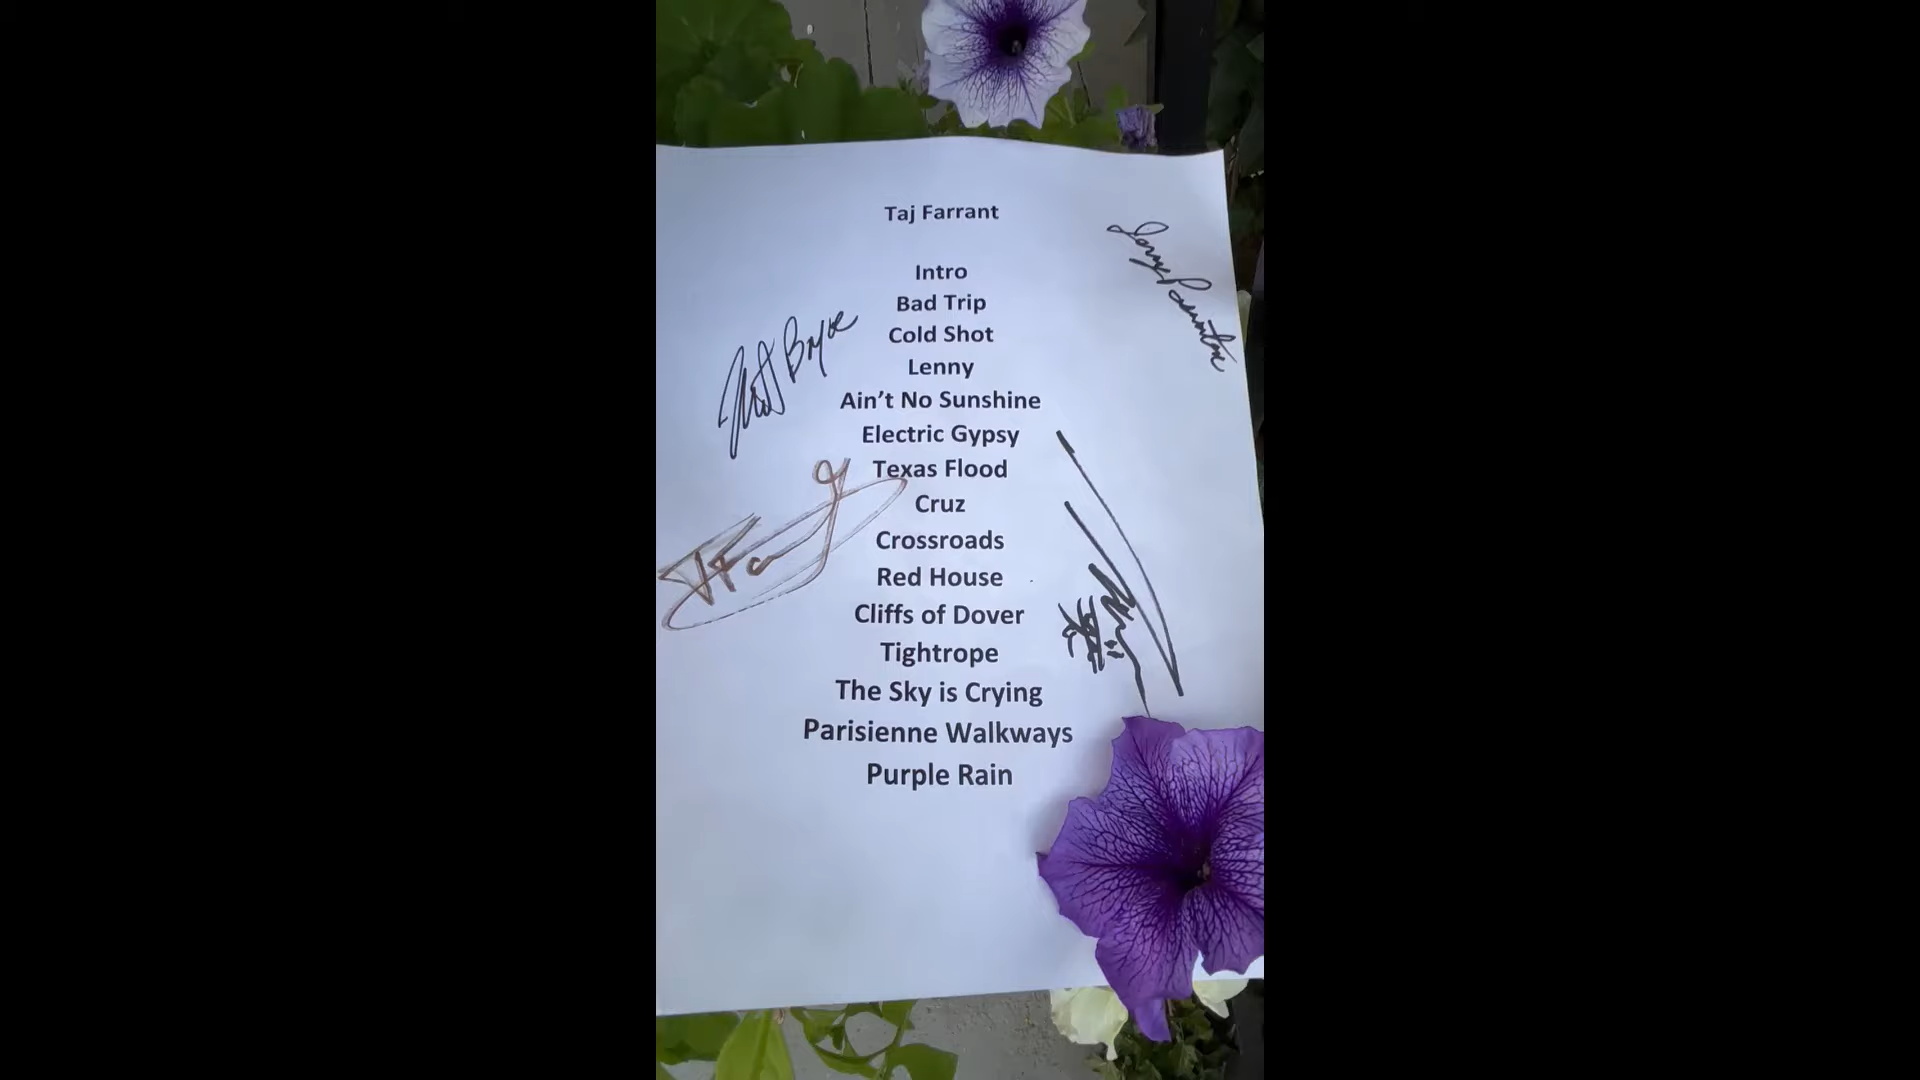 Taj Farrant
Intro
Bad Trip
Cold Shot
Lenny
Ain't No Sunshine
Electric Gypsy
Texas Flood
Cruz
Crossroads
Red House
Cliffs of Dover
Tightrope
The Sky is Crying
Parisienne Walkways
Purple Rain